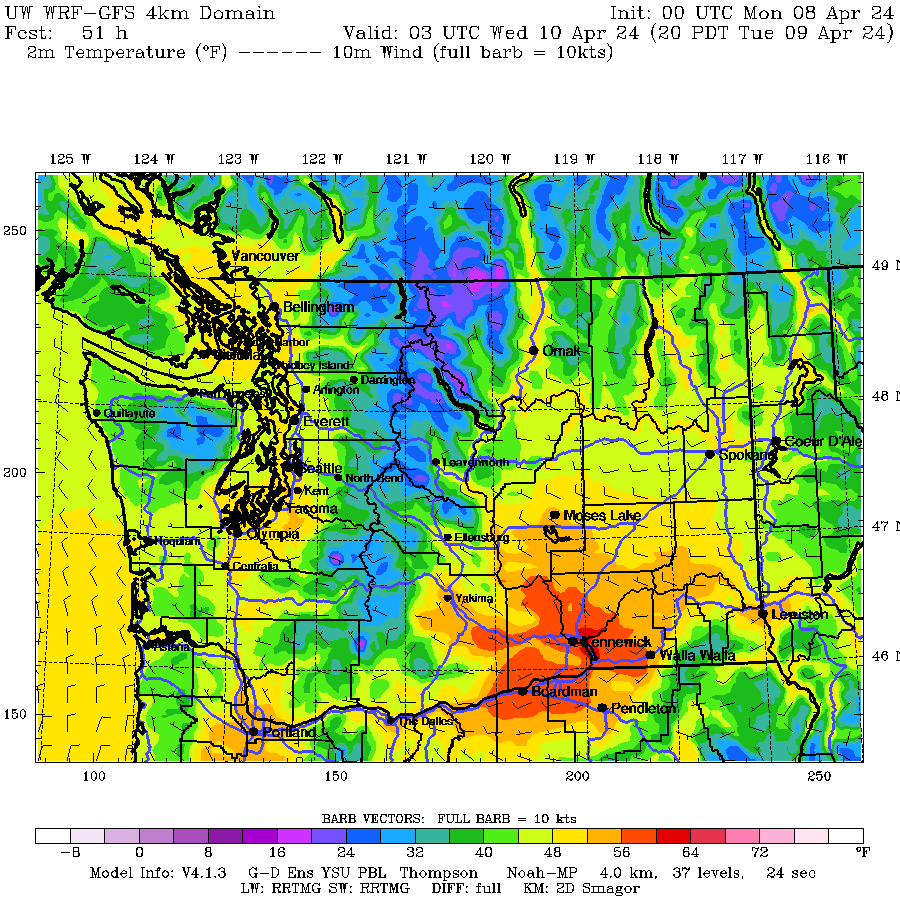 UW WRF-GFS 4km Domain Init: 00 UTC Mon 08 Apr 24
Fcst: 51 h Valid: 03 UTC Wed 10 Apr 24 (20 PDT Tue 09 Apr 24)
2m Temperature (°F) ------ 10m Wind (full barb = 10kts)
125 W 124 W 123 W 122 W 121 W 120 W 119 W 118 W 117 W 116 W
250
Vancouver
49 N
Bellingham
Harbor
Omak
Darrington
Arlington
48 N
Quillayute
Everett
Coeur D'Ale
Spokane
Leavenworth
200
Seattle
North Bend
Kent
Tacoma
Moses Lake
47 N
Olympia
Hoquiam
Ellensburg
Centralia
Yakima
Lewiston
Kennewick
Astoria
Walla Walla
46 N
Boardman
Pendleton
150
The Dalles
Portland
100 150 200 250
BARB VECTORS: FULL BARB = 10 kts
-8 0 8 16 24 32 40 48 56 64 72 °F
Model Info: V4.1.3 G-D Ens YSU PBL Thompson Noah-MP 4.0 km, 37 levels, 24 sec
LW: RRTMG SW: RRTMG DIFF: full KM: 2D Smagor